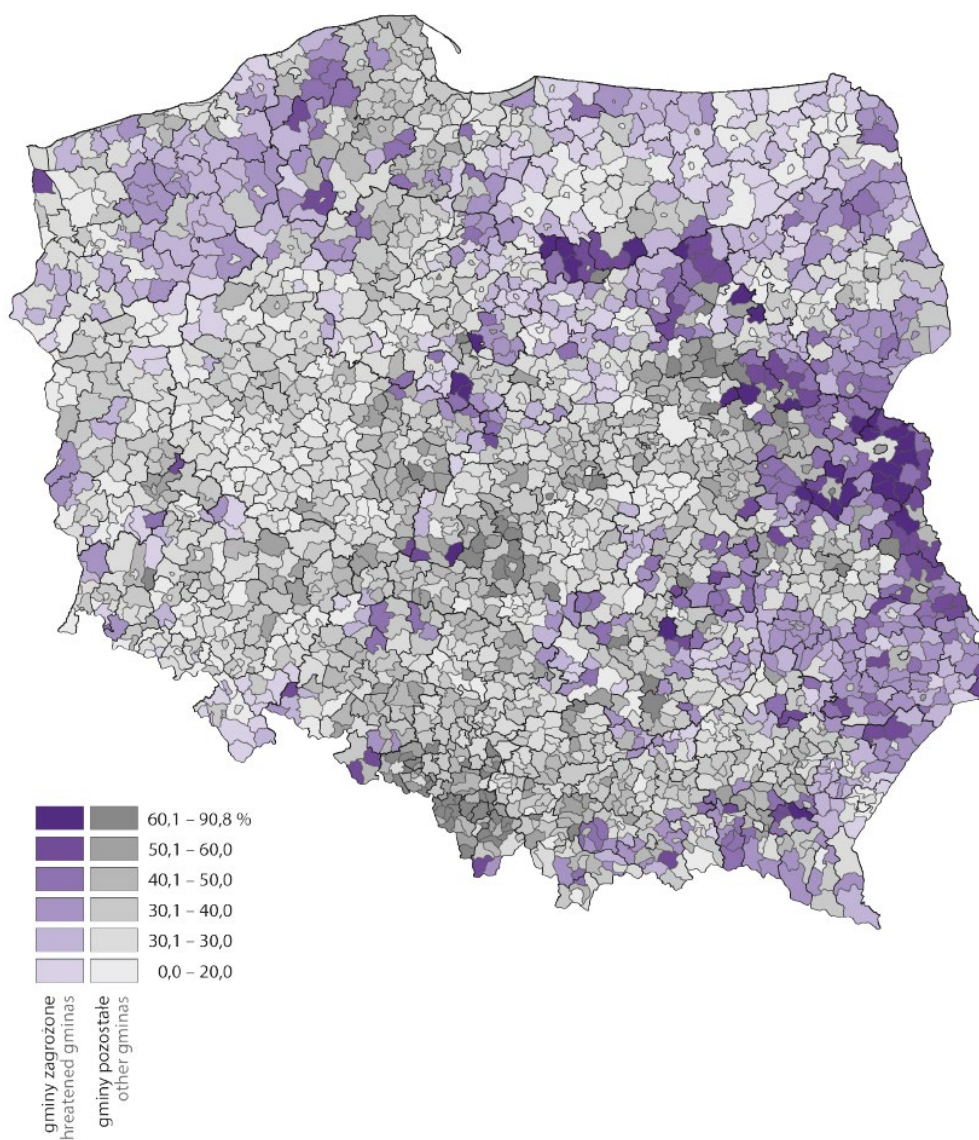 60,1 – 90,8 %
50,1 – 60,0
40,1 – 50,0
30,1 – 40,0
30,1 – 30,0
0,0 – 20,0
gminy zagrożone
hreatened gminas
gminy pozostałe
other gminas